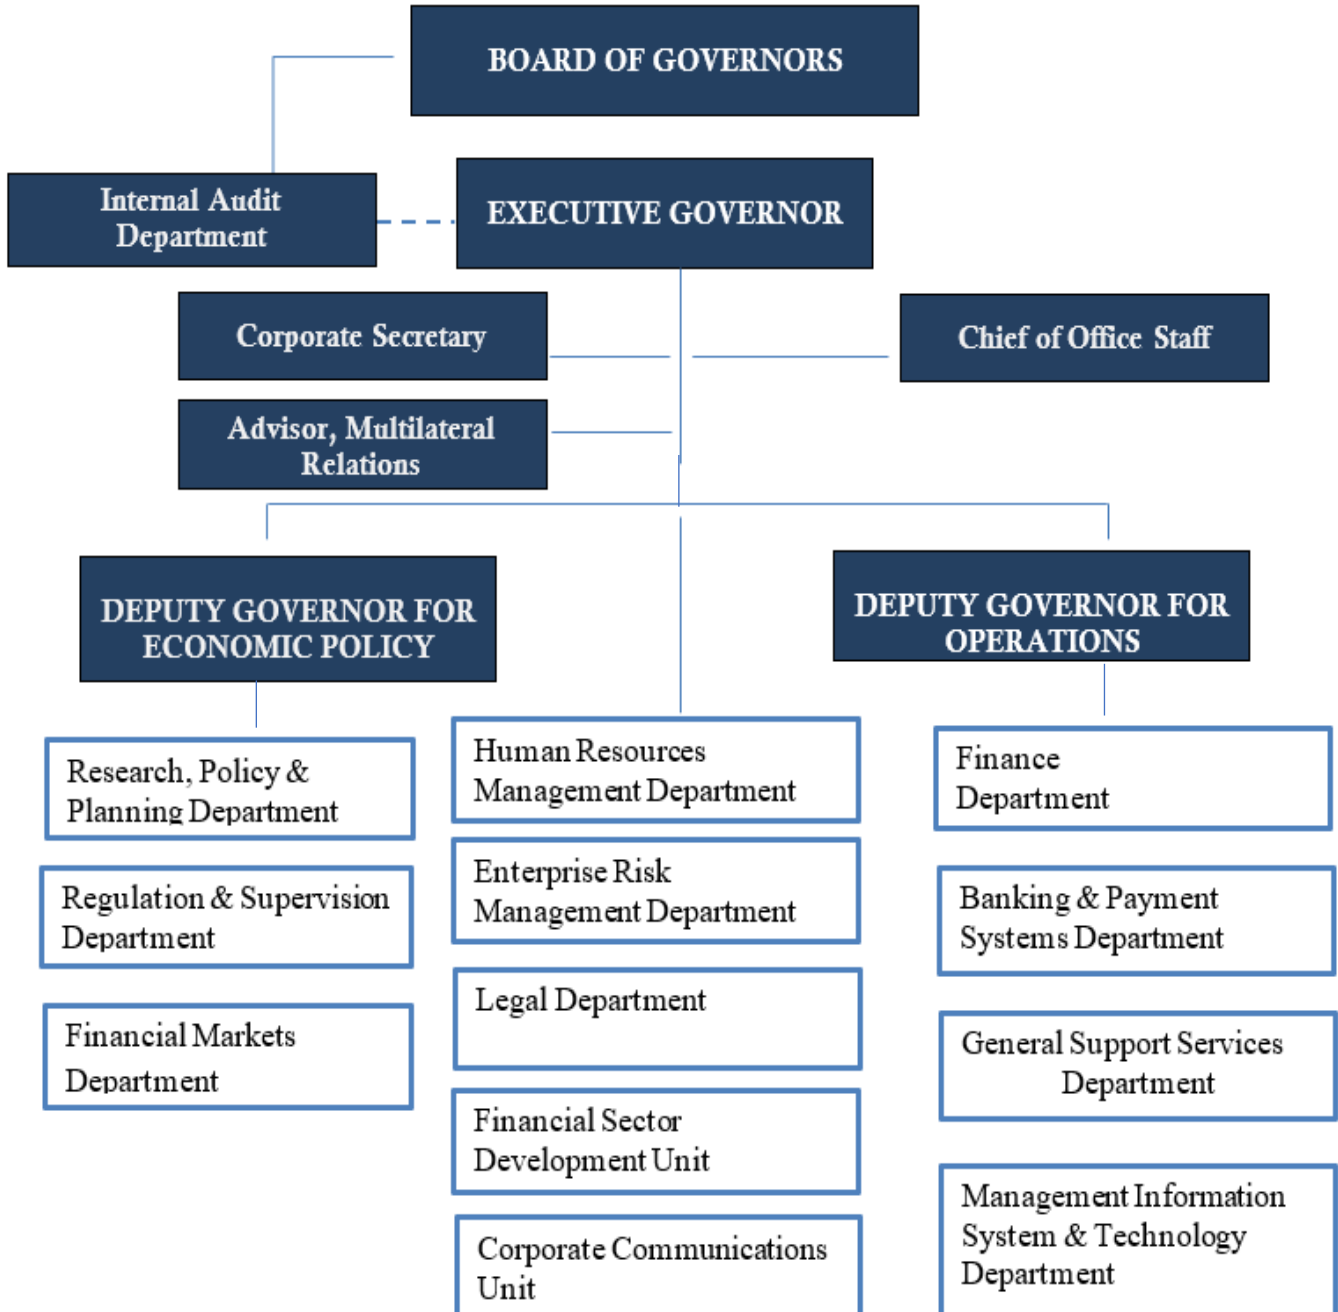 BOARD OF GOVERNORS
Internal Audit
Department
EXECUTIVE GOVERNOR
Corporate Secretary
Chief of Office Staff
Advisor, Multilateral
Relations
DEPUTY GOVERNOR FOR
ECONOMIC POLICY
DEPUTY GOVERNOR FOR
OPERATIONS
Research, Policy &
Planning Department
Regulation & Supervision
Department
Financial Markets
Department
Human Resources
Management Department
Enterprise Risk
Management Department
Legal Department
Financial Sector
Development Unit
Corporate Communications
Unit
Finance
Department
Banking & Payment
Systems Department
General Support Services
Department
Management Information
System & Technology
Department